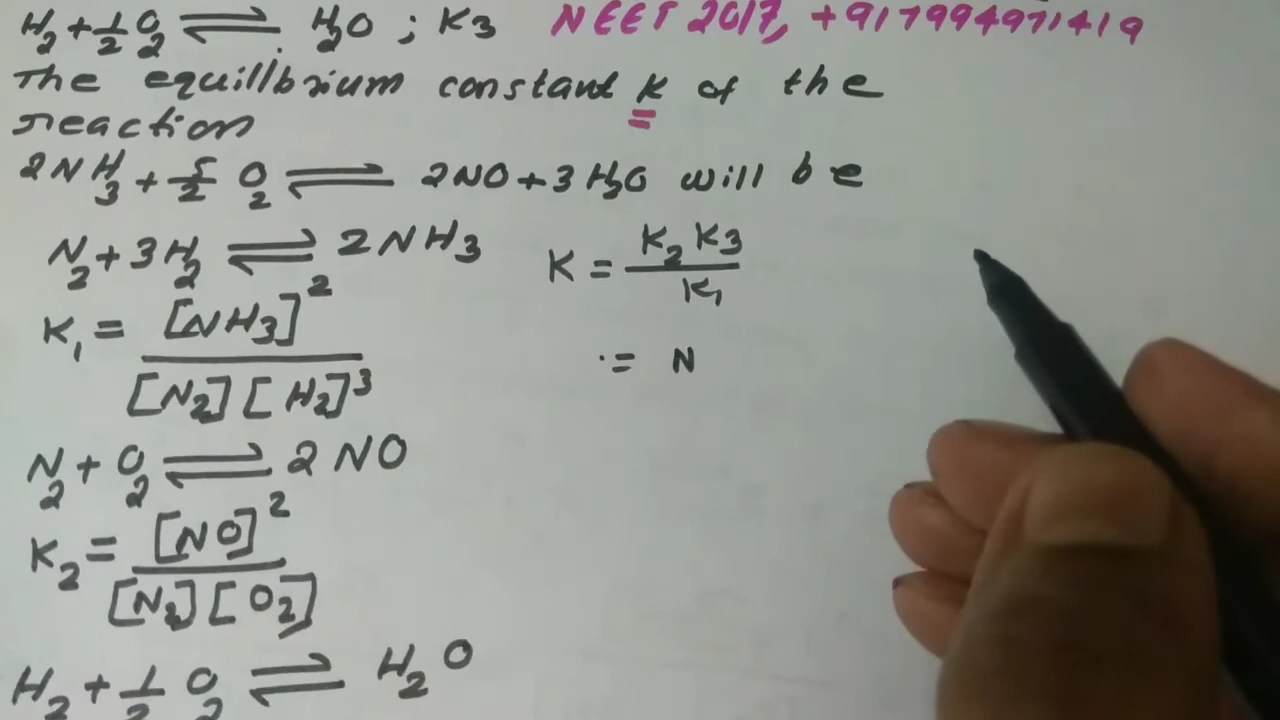 H₂ + 1/2 O₂ ⇌ H₂O ; K3 NEET 2017, +917994971419
The equillbrium constant K of the
reaction
2NH3 + 5/2 O₂ ⇌ 2NO + 3H₂O will be
N₂ + 3H₂ ⇌ 2NH3
K = K₂ K3 / K₁
K₁ = [NH3]² / [N₂] [H₂]³
.= N
N₂ + O₂ ⇌ 2NO
K₂ = [NO]² / [N₂] [O₂]
H₂ + 1/2 O₂ ⇌ H₂O